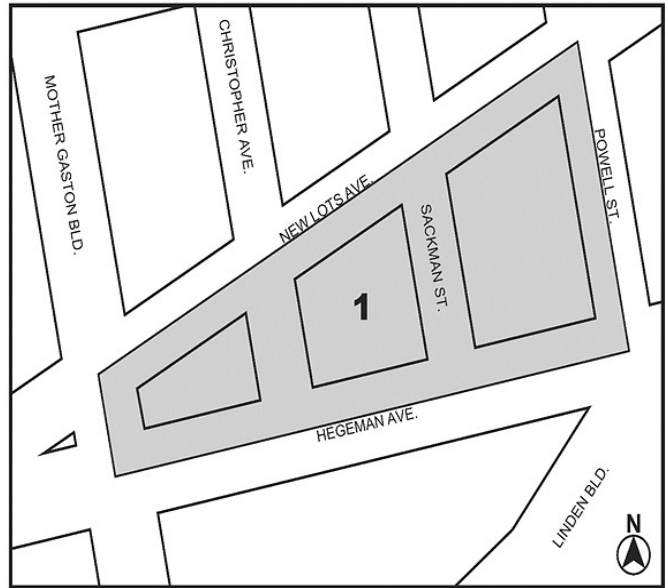 CHRISTOPHER AVE.
MOTHER GASTON BLD.
POWELL ST.
NEW LOTS AVE.
SACKMAN ST.
1
HEGEMAN AVE.
LINDEN BLD.
N